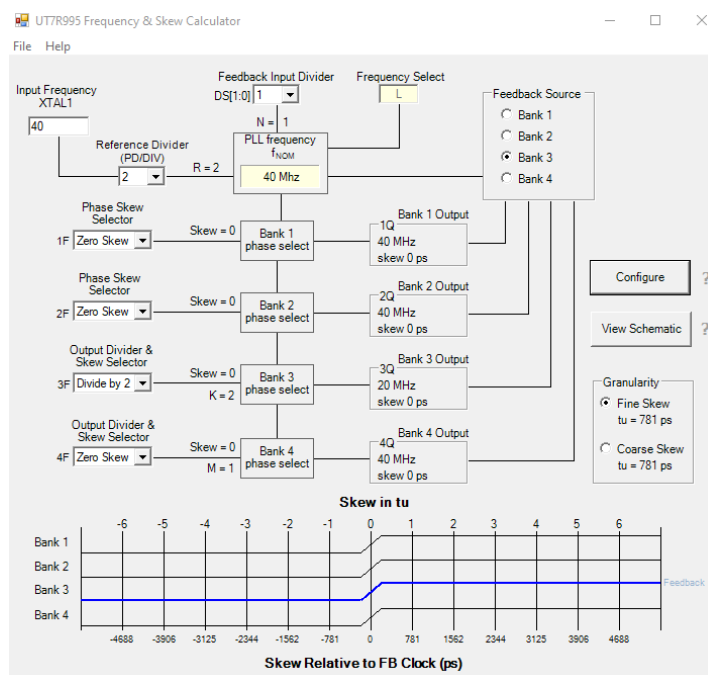 UT7R995 Frequency & Skew Calculator
File Help
Input Frequency
XTAL1
40
Feedback Input Divider
DS[1:0] 1
N = 1
Frequency Select
L
Reference Divider
(PD/DIV)
2
R = 2
PLL frequency
fNOM
40 Mhz
Feedback Source
Bank 1
Bank 2
Bank 3
Bank 4
Phase Skew
Selector
1F Zero Skew
Skew = 0
Bank 1
phase select
Bank 1 Output
1Q
40 MHz
skew 0 ps
Phase Skew
Selector
2F Zero Skew
Skew = 0
Bank 2
phase select
Bank 2 Output
2Q
40 MHz
skew 0 ps
Output Divider &
Skew Selector
3F Divide by 2
Skew = 0
K = 2
Bank 3
phase select
Bank 3 Output
3Q
20 MHz
skew 0 ps
Output Divider &
Skew Selector
4F Zero Skew
Skew = 0
M = 1
Bank 4
phase select
Bank 4 Output
4Q
40 MHz
skew 0 ps
Configure ?
View Schematic ?
Granularity
Fine Skew
tu = 781 ps
Coarse Skew
tu = 781 ps
Skew in tu
-6 -5 -4 -3 -2 -1 0 1 2 3 4 5 6
Bank 1
Bank 2
Bank 3
Feedback
Bank 4
-4688 -3906 -3125 -2344 -1562 -781 0 781 1562 2344 3125 3906 4688
Skew Relative to FB Clock (ps)